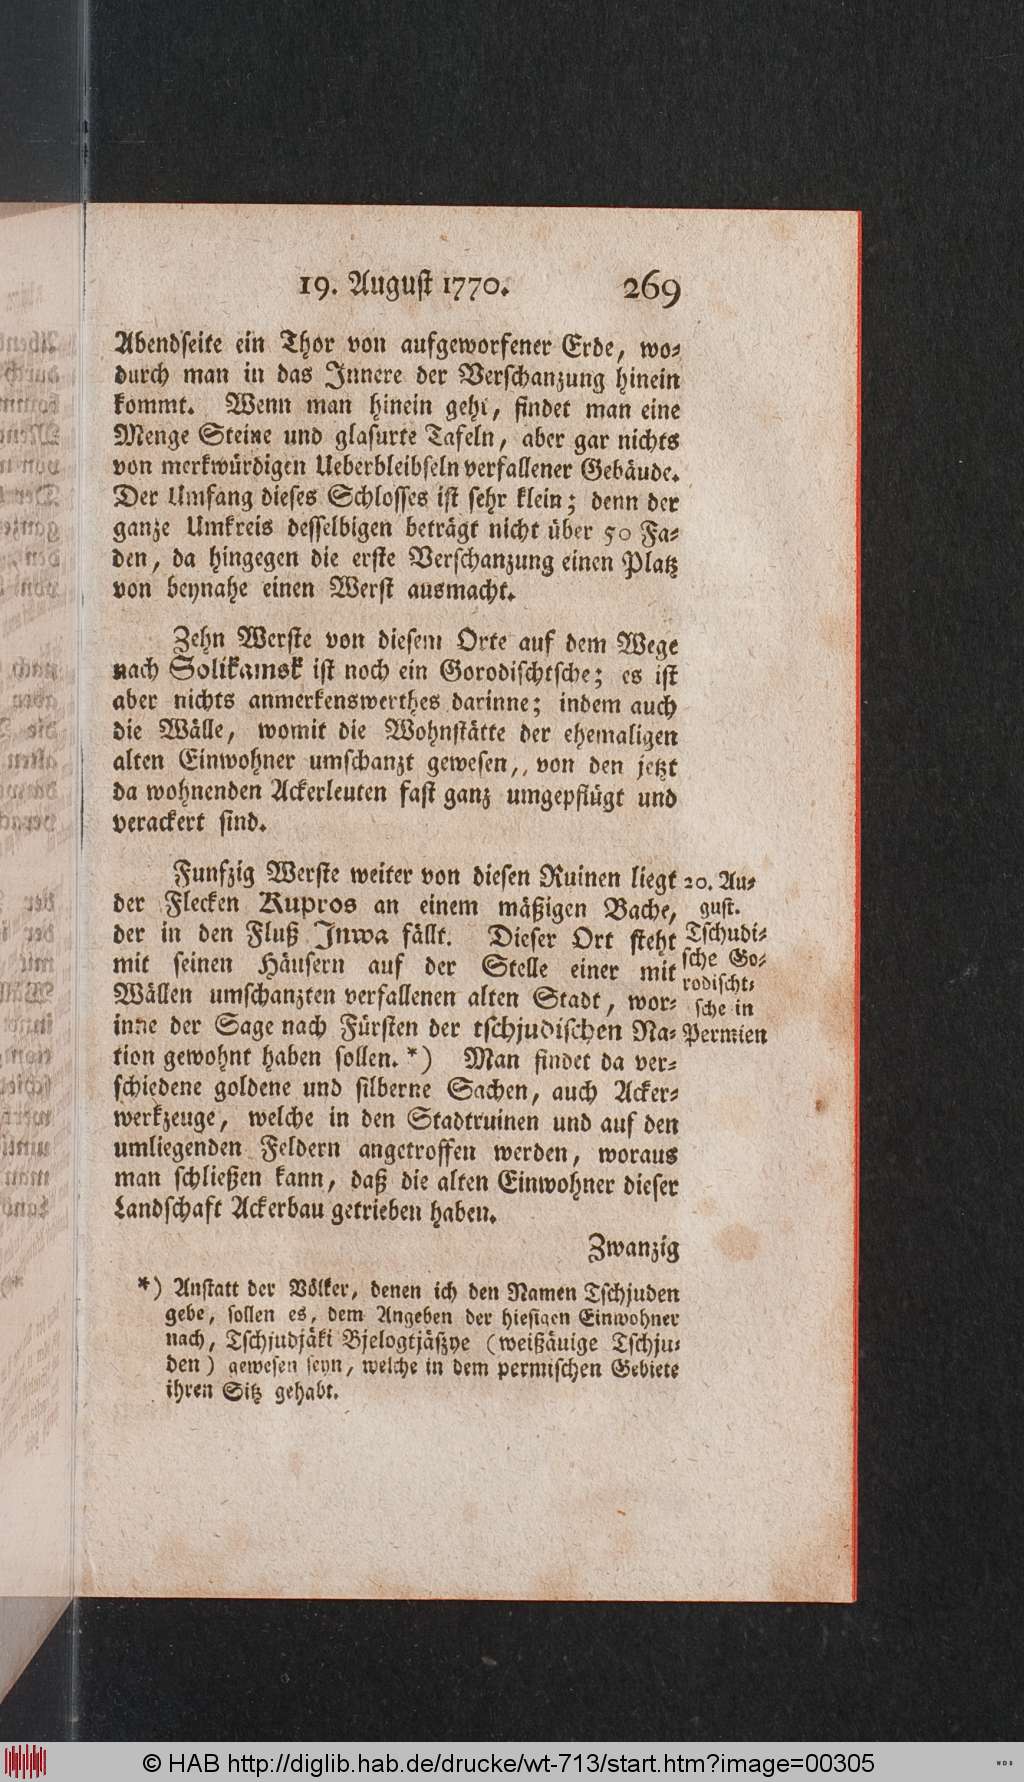 19. August 1770. 269
Abendseite ein Thor von aufgeworfener Erde, wo-
durch man in das Innere der Verschanzung hinein
kommt. Wenn man hinein geht, findet man eine
Menge Steine und glasurte Tafeln, aber gar nichts
von merkwürdigen Ueberbleibseln verfallener Gebäude.
Der Umfang dieses Schlosses ist sehr klein; denn der
ganze Umkreis desselbigen beträgt nicht über 50 Fa-
den, da hingegen die erste Verschanzung einen Platz
von beynahe einen Werst ausmacht.
Zehn Werste von diesem Orte auf dem Wege
nach Solikamsk ist noch ein Gorodischtsche; es ist
aber nichts anmerkenswerthes darinne; indem auch
die Wälle, womit die Wohnstätte der ehemaligen
alten Einwohner umschanzt gewesen,, von den jetzt
da wohnenden Ackerleuten fast ganz umgepflügt und
verackert sind.
Funfzig Werste weiter von diesen Ruinen liegt
der Flecken Kupros an einem mäßigen Bache,
der in den Fluß Inwa fällt. Dieser Ort steht
mit seinen Häusern auf der Stelle einer mit
Wällen umschanzten verfallenen alten Stadt, wor-
inne der Sage nach Fürsten der tschjudischen Na-
tion gewohnt haben sollen. *) Man findet da ver-
schiedene goldene und silberne Sachen, auch Acker-
werkzeuge, welche in den Stadtruinen und auf den
umliegenden Feldern angetroffen werden, woraus
man schließen kann, daß die alten Einwohner dieser
Landschaft Ackerbau getrieben haben.
20. Au-
gust.
Tschudi-
sche Go-
rodischt-
sche in
Permien
Zwanzig
*) Anstatt der Völker, denen ich den Namen Tschjuden
gebe, sollen es, dem Angeben der hiesigen Einwohner
nach, Tschjudjäki Bjelogtjäßzye (weißäuige Tschju-
den) gewesen seyn, welche in dem permischen Gebiete
ihren Sitz gehabt.
© HAB http://diglib.hab.de/drucke/wt-713/start.htm?image=00305